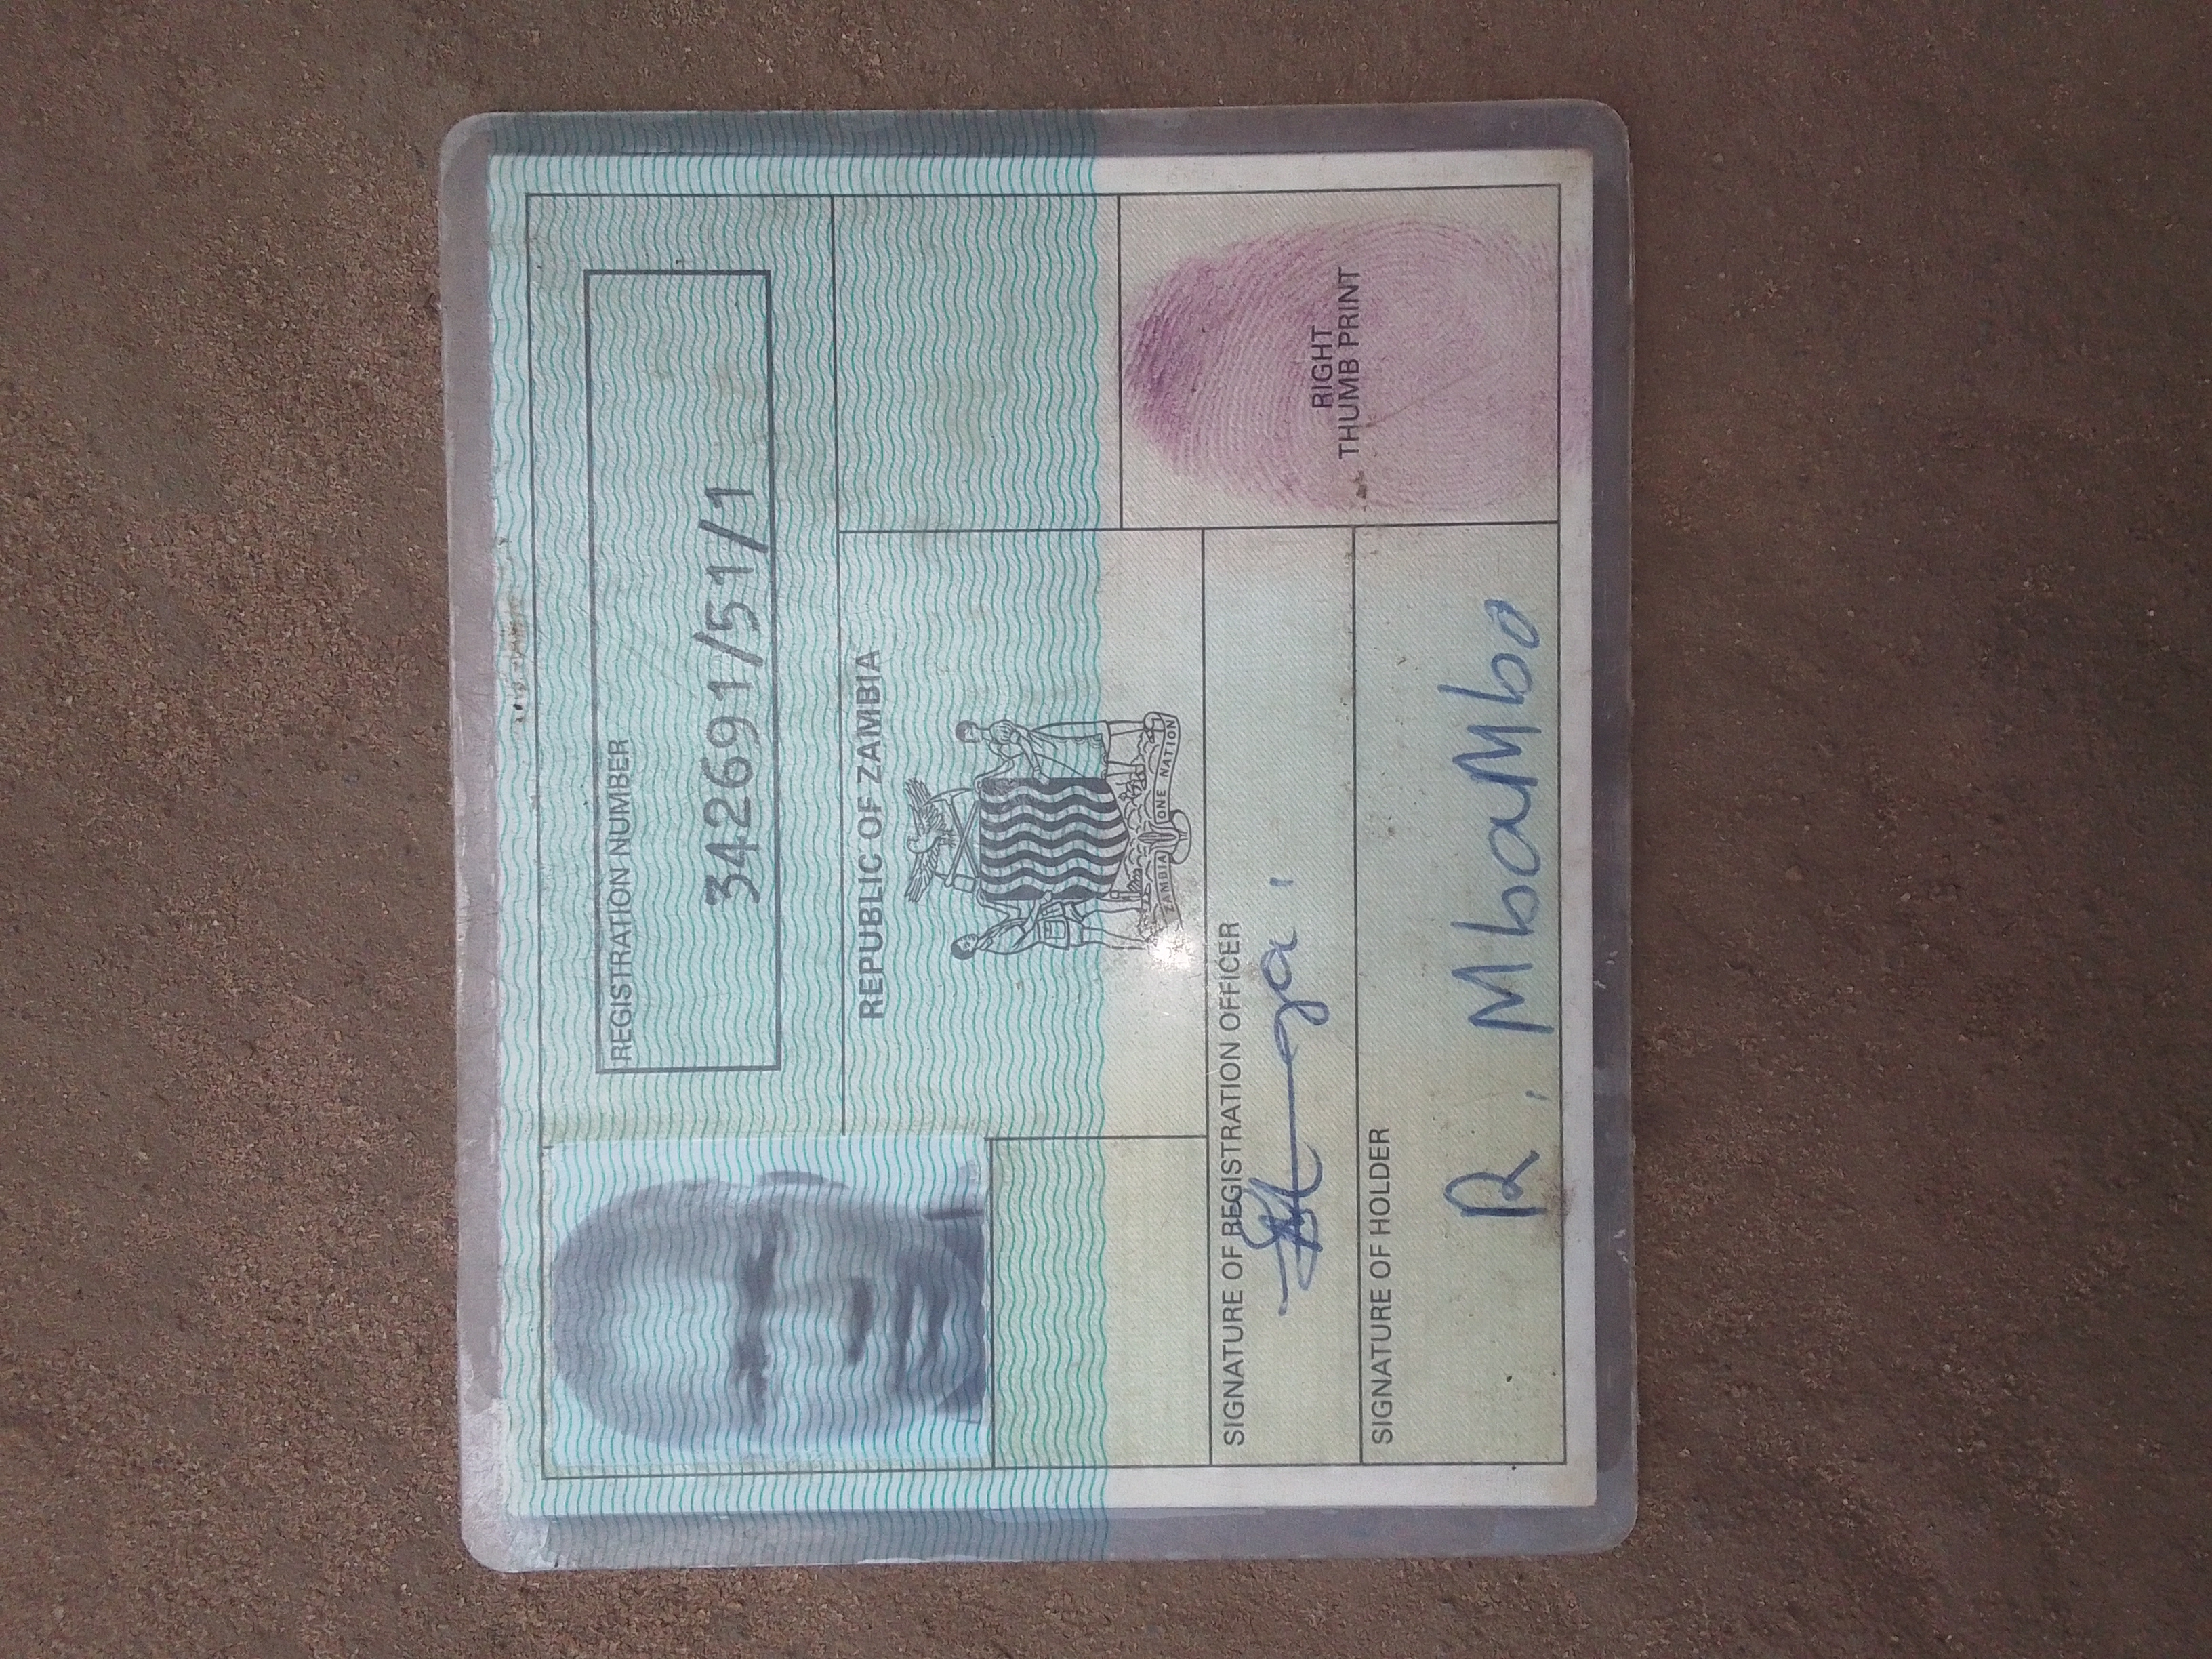 REGISTRATION NUMBER
342691/51/1
REPUBLIC OF ZAMBIA
ZAMBIA ONE NATION
SIGNATURE OF REGISTRATION OFFICER
SIGNATURE OF HOLDER
R. MbaMbo
RIGHT
THUMB PRINT